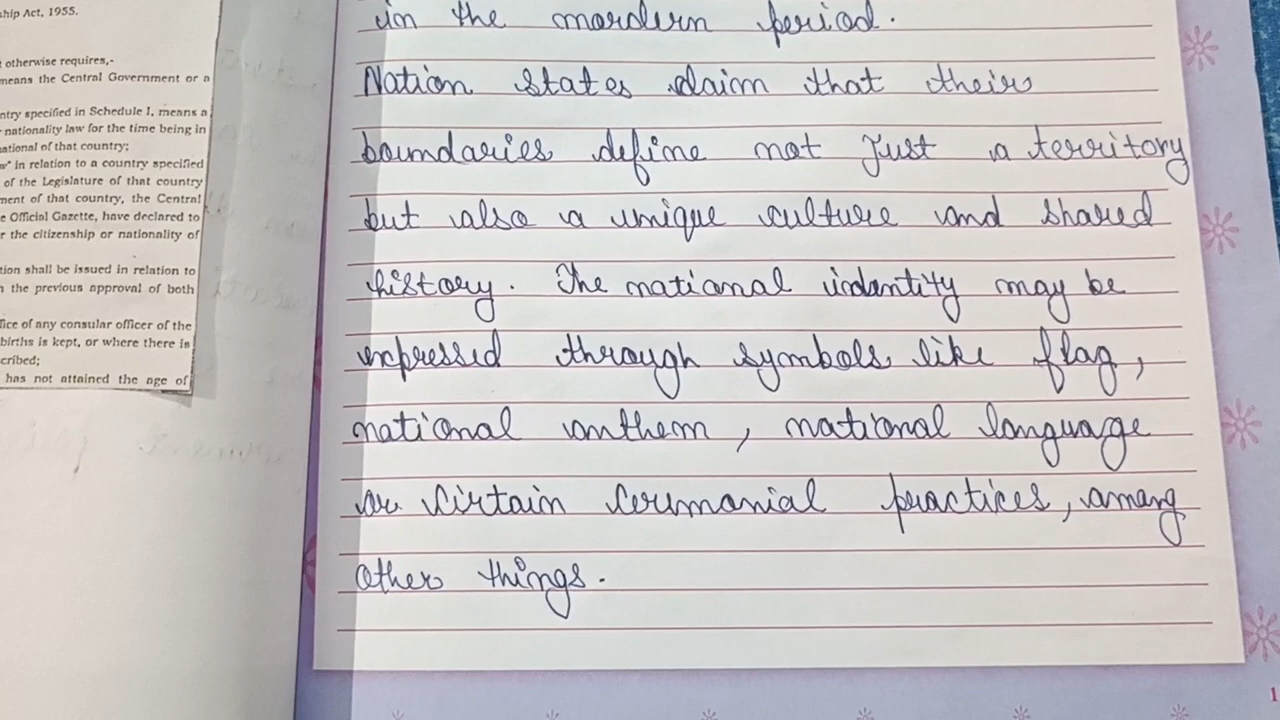 ship Act, 1955.
otherwise requires,-
means the Central Government or a
ntry specified in Schedule I, means a
nationality law for the time being in
ational of that country;
in relation to a country specified
of the Legislature of that country
ment of that country, the Central
e Official Gazette, have declared to
r the citizenship or nationality of
tion shall be issued in relation to
the previous approval of both
fice of any consular officer of the
births is kept, or where there is
cribed;
has not attained the age of
in the mordern period.
Nation states claim that their
boundaries define not just a territory
but also a unique culture and shared
history. The national indantity may be
expressed through symbols like flag,
national anthem, national language
or cirtain cerimonial practices, among
other things.
1